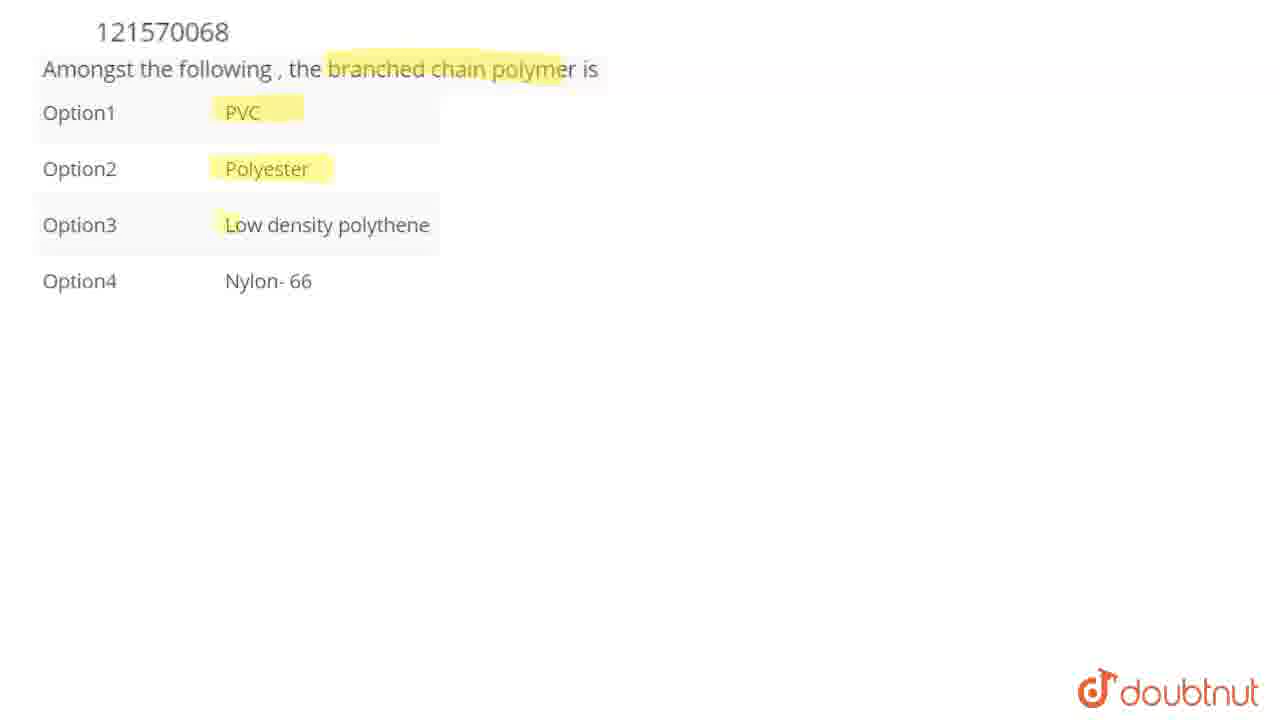 121570068
Amongst the following , the branched chain polymer is
Option1 PVC
Option2 Polyester
Option3 Low density polythene
Option4 Nylon- 66
doubtnut